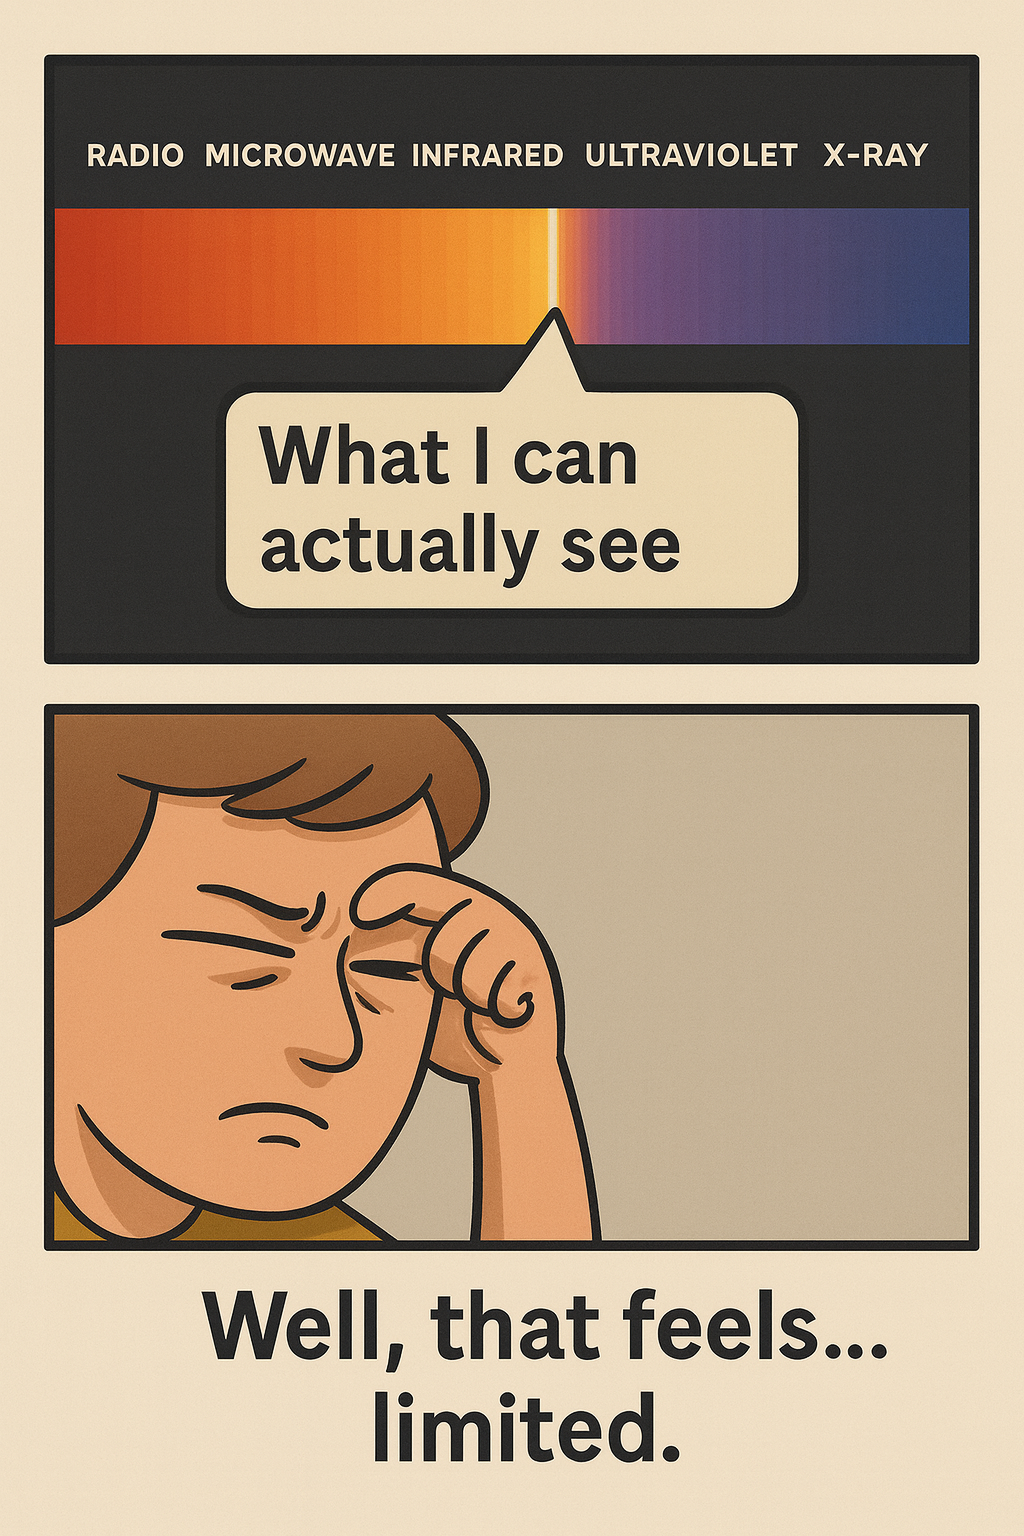 RADIO MICROWAVE INFRARED ULTRAVIOLET X-RAY
What I can
actually see
Well, that feels...
limited.